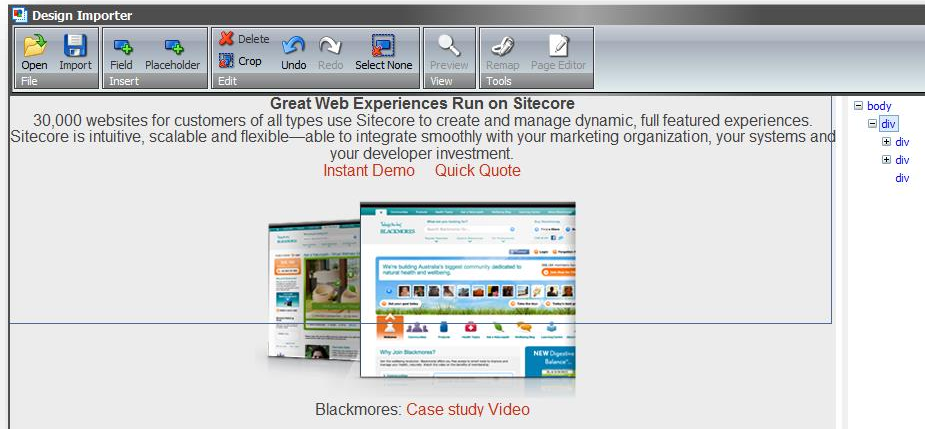 Design Importer
Open Import Field Placeholder Delete Crop Undo Redo Select None Preview Remap Page Editor
File Insert Edit View Tools
Great Web Experiences Run on Sitecore
30,000 websites for customers of all types use Sitecore to create and manage dynamic, full featured experiences.
Sitecore is intuitive, scalable and flexible—able to integrate smoothly with your marketing organization, your systems and
your developer investment.
Instant Demo Quick Quote
BLACKMORES
We're building Australia's biggest community dedicated to
natural health and wellbeing.
Why Join Blackmores?
NEW Digestive
Balance
Blackmores: Case study Video
body
div
div
div
div